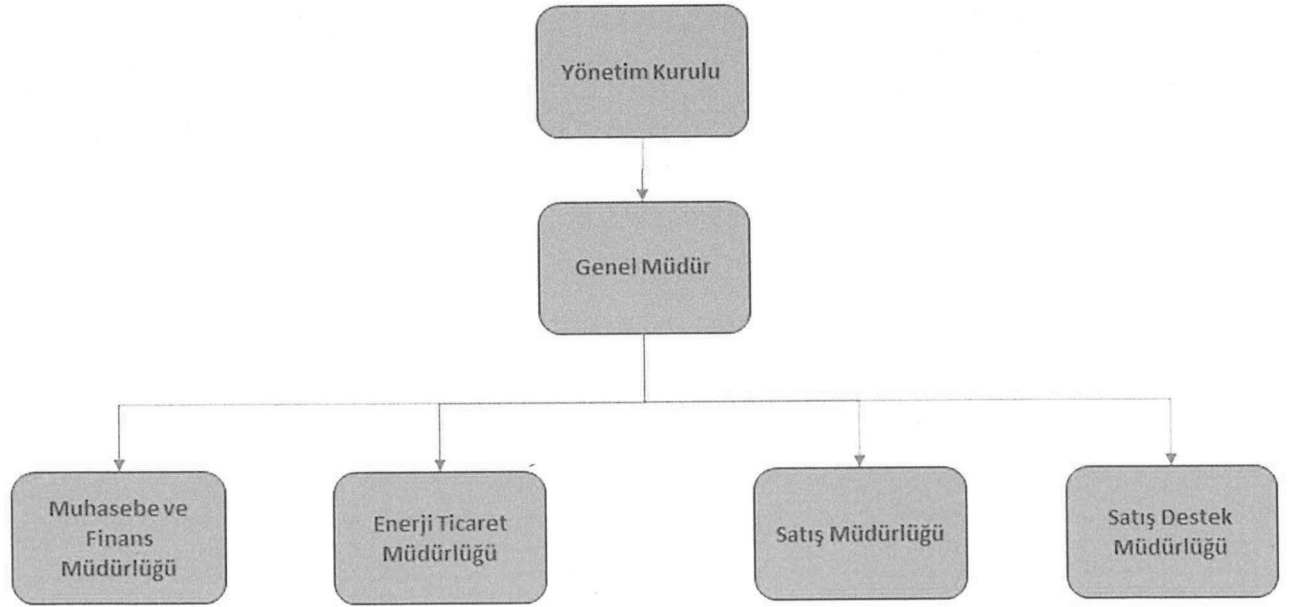 Yönetim Kurulu
Genel Müdür
Muhasebe ve
Finans
Müdürlüğü
Enerji Ticaret
Müdürlüğü
Satış Müdürlüğü
Satış Destek
Müdürlüğü